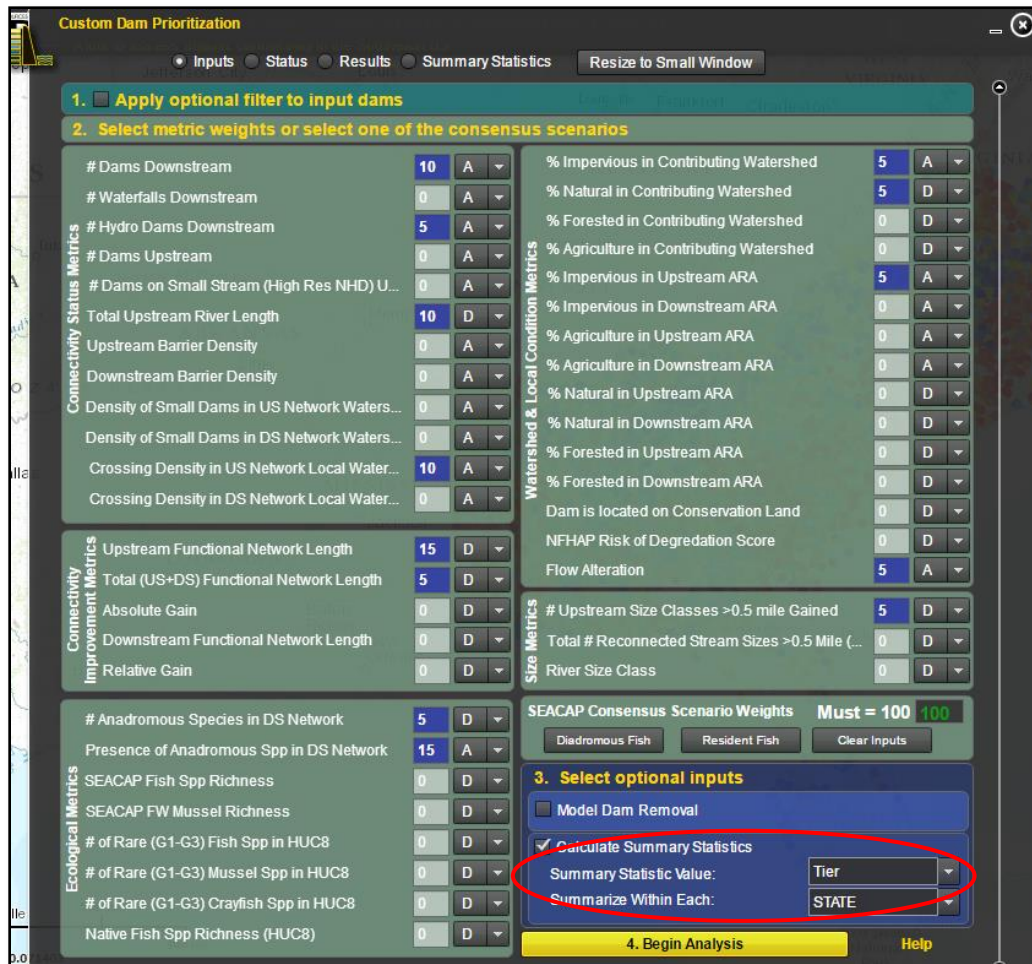 Custom Dam Prioritization
Inputs Status Results Summary Statistics Resize to Small Window
1. Apply optional filter to input dams
2. Select metric weights or select one of the consensus scenarios
Connectivity Status Metrics
# Dams Downstream 10 A
# Waterfalls Downstream 0 A
# Hydro Dams Downstream 5 A
# Dams Upstream 0 A
# Dams on Small Stream (High Res NHD) U... 0 A
Total Upstream River Length 10 D
Upstream Barrier Density 0 A
Downstream Barrier Density 0 A
Density of Small Dams in US Network Waters... 0 A
Density of Small Dams in DS Network Waters... 0 A
Crossing Density in US Network Local Water... 10 A
Crossing Density in DS Network Local Water... 0 A
Connectivity
Improvement Metrics
Upstream Functional Network Length 15 D
Total (US+DS) Functional Network Length 5 D
Absolute Gain 0 D
Downstream Functional Network Length 0 D
Relative Gain 0 D
Ecological Metrics
# Anadromous Species in DS Network 5 D
Presence of Anadromous Spp in DS Network 15 A
SEACAP Fish Spp Richness 0 D
SEACAP FW Mussel Richness 0 D
# of Rare (G1-G3) Fish Spp in HUC8 0 D
# of Rare (G1-G3) Mussel Spp in HUC8 0 D
# of Rare (G1-G3) Crayfish Spp in HUC8 0 D
Native Fish Spp Richness (HUC8) 0 D
Watershed & Local Condition Metrics
% Impervious in Contributing Watershed 5 A
% Natural in Contributing Watershed 5 D
% Forested in Contributing Watershed 0 D
% Agriculture in Contributing Watershed 0 D
% Impervious in Upstream ARA 5 A
% Impervious in Downstream ARA 0 A
% Agriculture in Upstream ARA 0 A
% Agriculture in Downstream ARA 0 A
% Natural in Upstream ARA 0 D
% Natural in Downstream ARA 0 D
% Forested in Upstream ARA 0 D
% Forested in Downstream ARA 0 D
Dam is located on Conservation Land 0 D
NFHAP Risk of Degredation Score 0 D
Flow Alteration 5 A
Size Metrics
# Upstream Size Classes >0.5 mile Gained 5 D
Total # Reconnected Stream Sizes >0.5 Mile (... 0 D
River Size Class 0 D
SEACAP Consensus Scenario Weights Must = 100 100
Diadromous Fish Resident Fish Clear Inputs
3. Select optional inputs
Model Dam Removal
Calculate Summary Statistics
Summary Statistic Value: Tier
Summarize Within Each: STATE
4. Begin Analysis Help